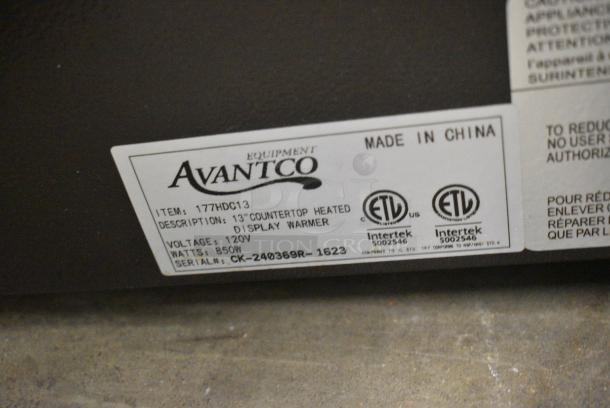 EQUIPMENT
AVANTCO
MADE IN CHINA
ITEM: 177HDC13
DESCRIPTION: 13"COUNTERTOP HEATED
DISPLAY WARMER
VOLTAGE: 120V
WATTS: 850W
SERIAL#: CK-240369R-1623
C ETL US
Intertek
5002546
ETL
Intertek
5002546
APPLIANC
PROTECTI
ATTENTION
l'appareil à
SURINTEN
TO REDUC
NO USER
AUTHORIZ
POUR RÉD
ENLEVER
RÉPARER
QUE PAR L